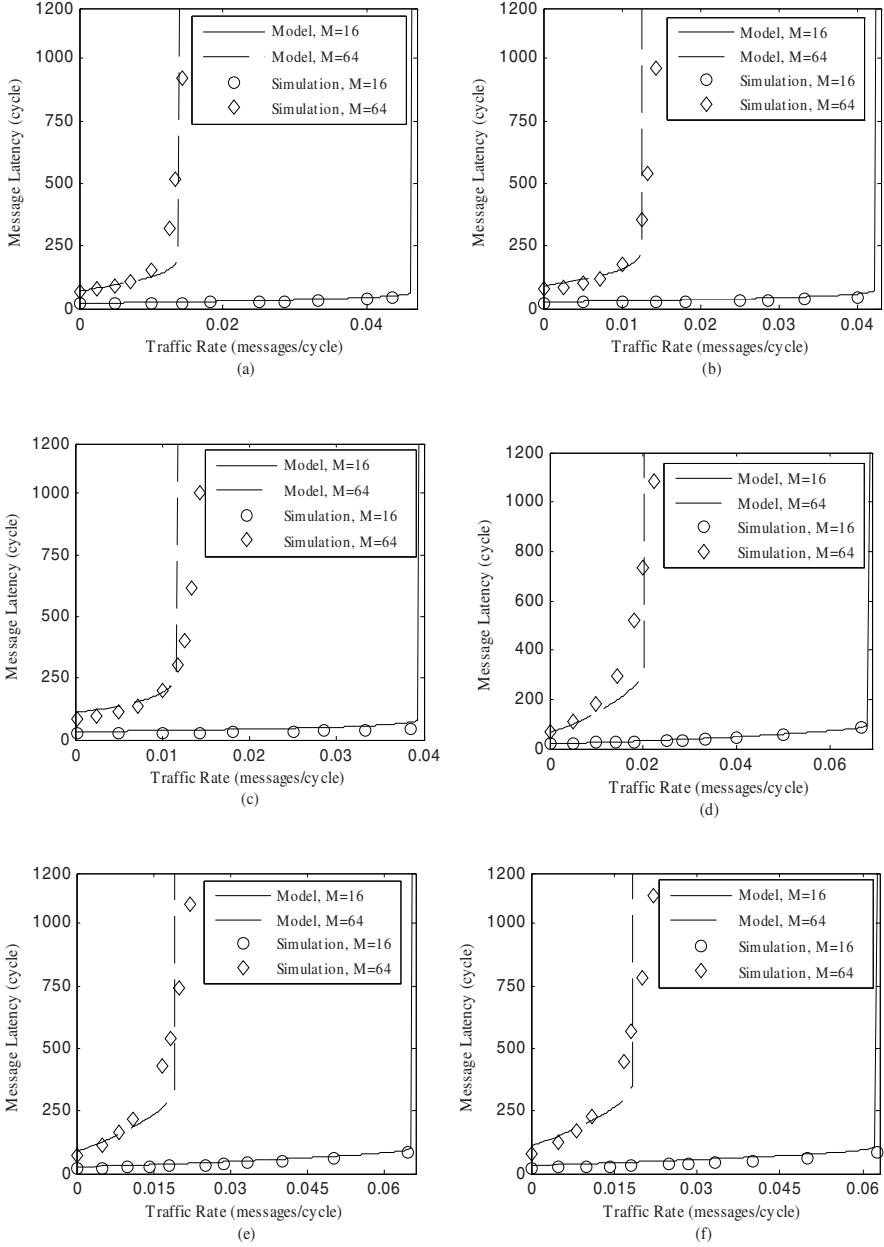 1200
1000
750
500
250
0
Message Latency (cycle)
Model, M=16
Model, M=64
Simulation, M=16
Simulation, M=64
0
0.02
0.04
Traffic Rate (messages/cycle)
(a)
1200
1000
750
500
250
0
Message Latency (cycle)
Model, M=16
Model, M=64
Simulation, M=16
Simulation, M=64
0
0.01
0.02
0.03
0.04
Traffic Rate (messages/cycle)
(b)
1200
1000
750
500
250
0
Message Latency (cycle)
Model, M=16
Model, M=64
Simulation, M=16
Simulation, M=64
0
0.01
0.02
0.03
0.04
Traffic Rate (messages/cycle)
(c)
1200
1000
800
600
400
200
0
Message Latency (cycle)
Model, M=16
Model, M=64
Simulation, M=16
Simulation, M=64
0
0.02
0.04
0.06
Traffic Rate (messages/cycle)
(d)
1200
1000
750
500
250
0
Message Latency (cycle)
Model, M=16
Model, M=64
Simulation, M=16
Simulation, M=64
0
0.015
0.03
0.045
0.06
Traffic Rate (messages/cycle)
(e)
1200
1000
750
500
250
0
Message Latency (cycle)
Model, M=16
Model, M=64
Simulation, M=16
Simulation, M=64
0
0.015
0.03
0.045
0.06
Traffic Rate (messages/cycle)
(f)